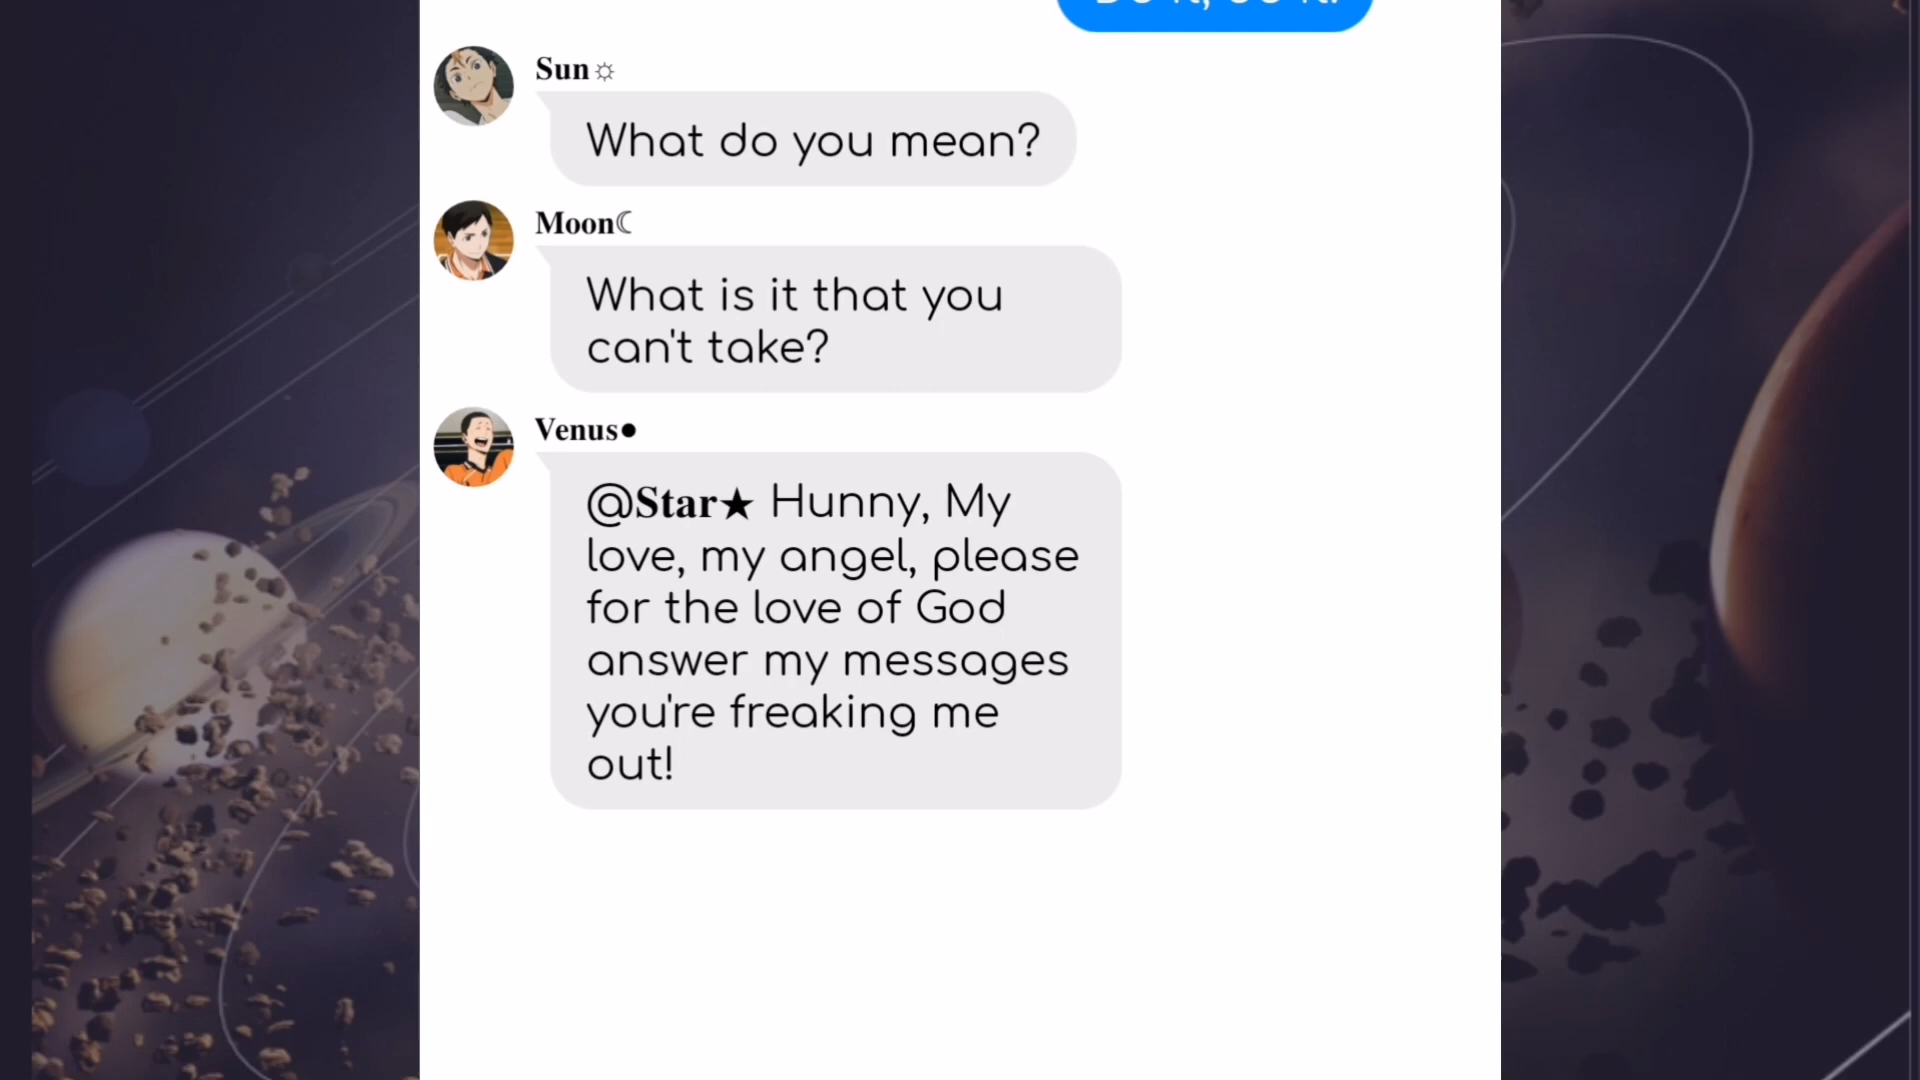 Sun☼
What do you mean?
Moon☾
What is it that you
can't take?
Venus●
@Star★ Hunny, My
love, my angel, please
for the love of God
answer my messages
you're freaking me
out!